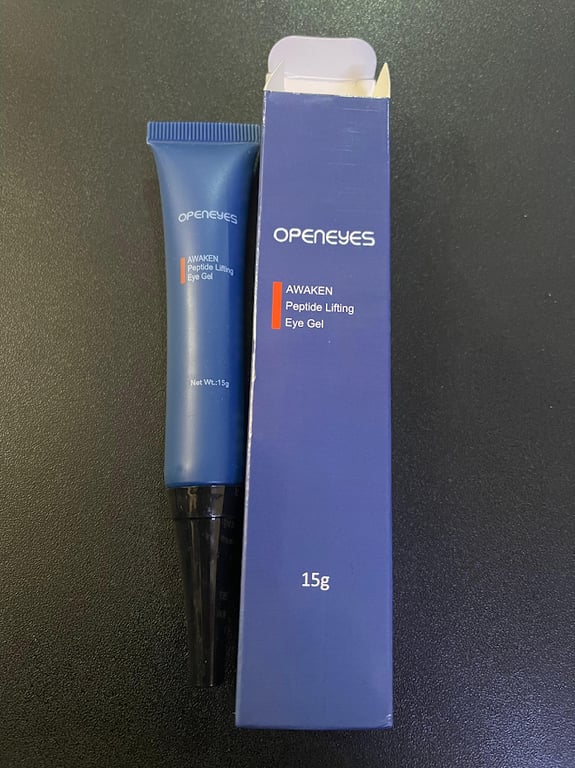 OPENEYES
AWAKEN
Peptide Lifting
Eye Gel
Net Wt.:15g
OPENEYES
AWAKEN
Peptide Lifting
Eye Gel
15g